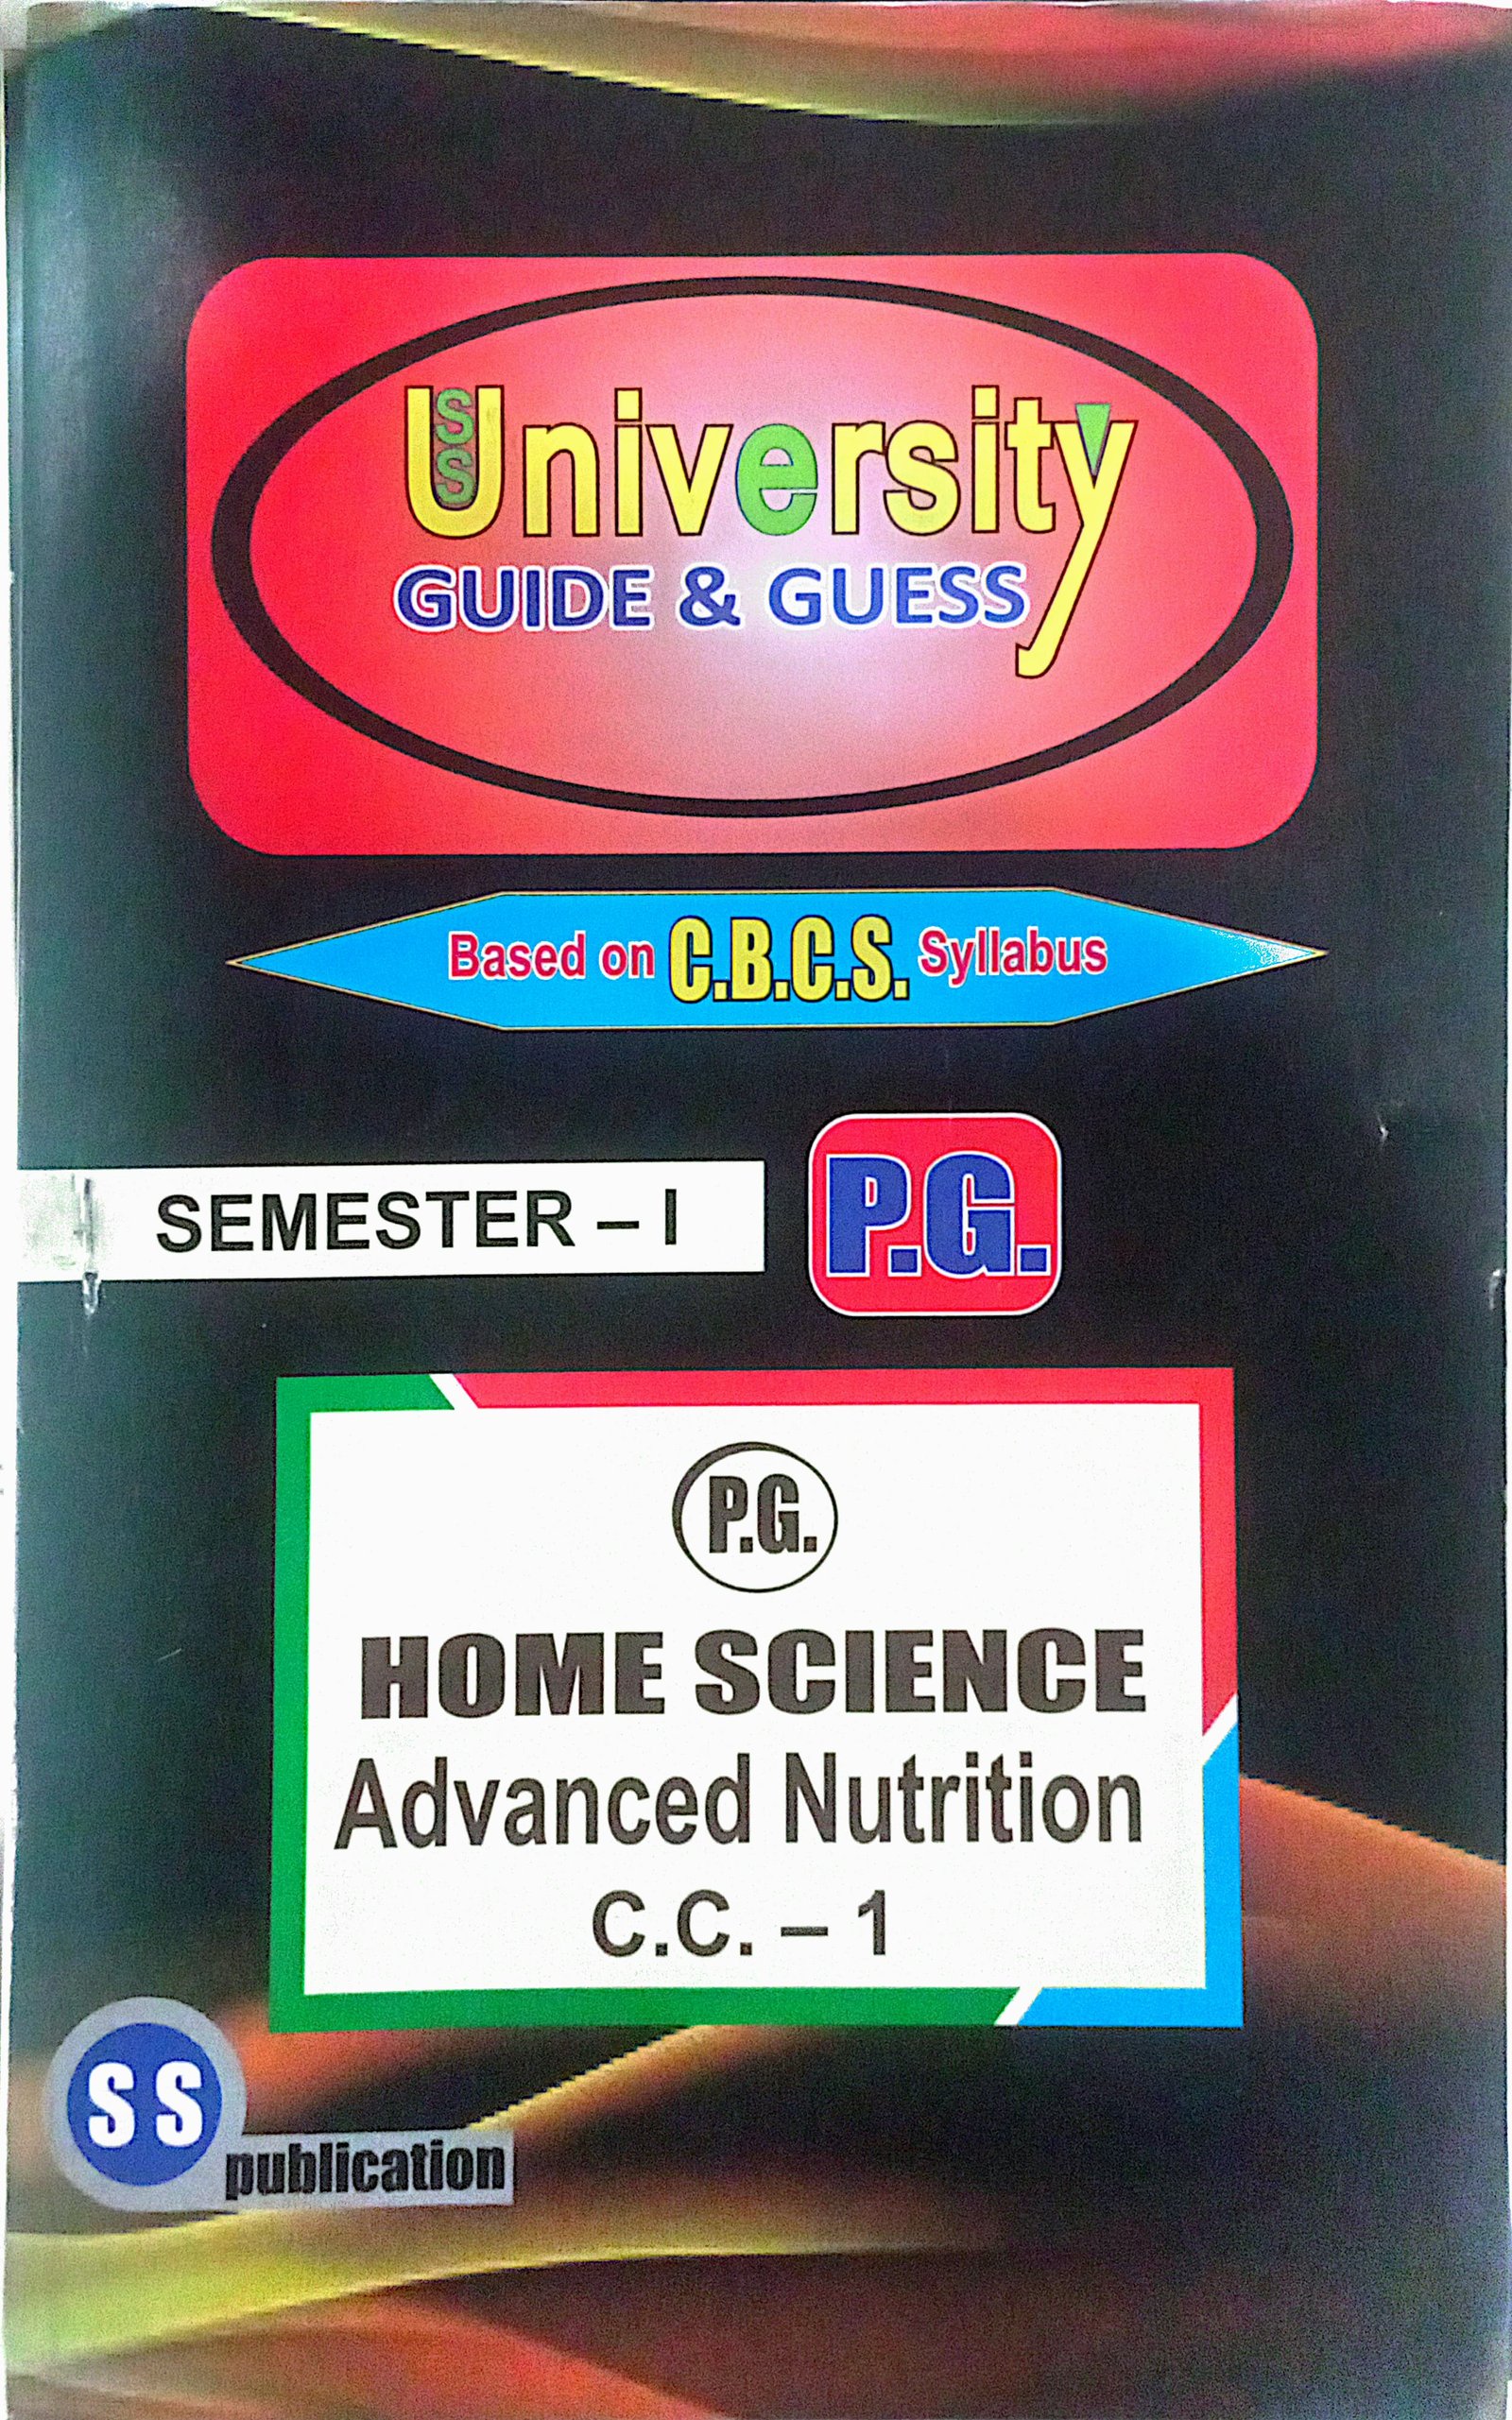 SS
University
GUIDE & GUESS
Based on C.B.C.S. Syllabus
SEMESTER – I
P.G.
P.G.
HOME SCIENCE
Advanced Nutrition
C.C. – 1
SS
publication